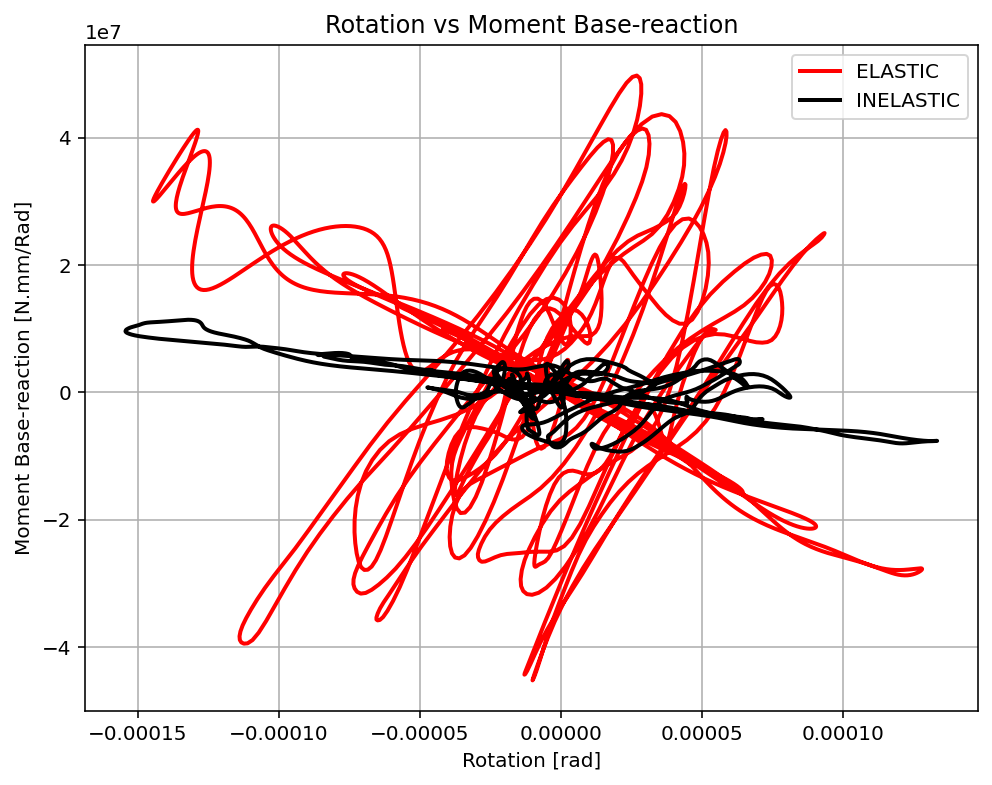 Rotation vs Moment Base-reaction
1e7
ELASTIC
INELASTIC
4
2
0
−2
−4
Moment Base-reaction [N.mm/Rad]
−0.00015 −0.00010 −0.00005 0.00000 0.00005 0.00010
Rotation [rad]